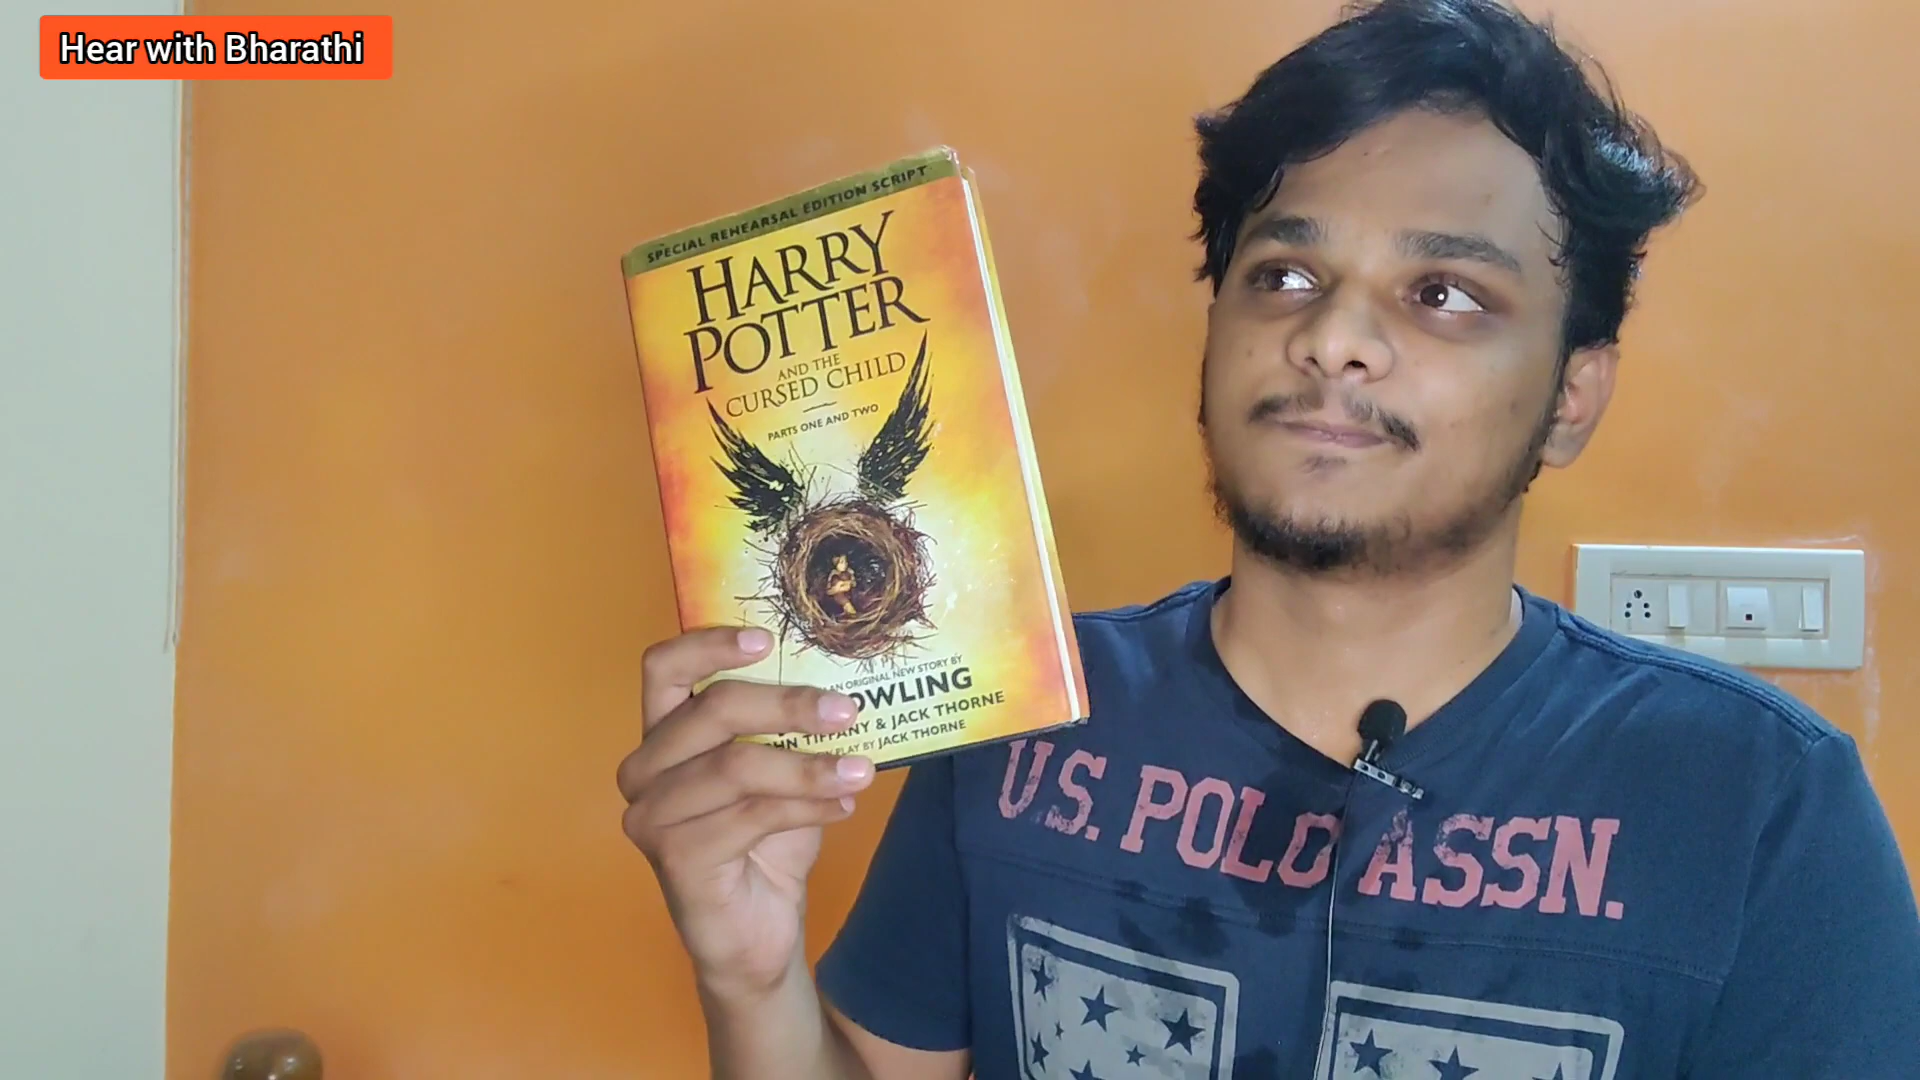 Hear with Bharathi
SPECIAL REHEARSAL EDITION SCRIPT
HARRY
POTTER
AND THE
CURSED CHILD
PARTS ONE AND TWO
AN ORIGINAL NEW STORY BY
OWLING
TIFFANY & JACK THORNE
PLAY BY JACK THORNE
U.S. POLO ASSN.